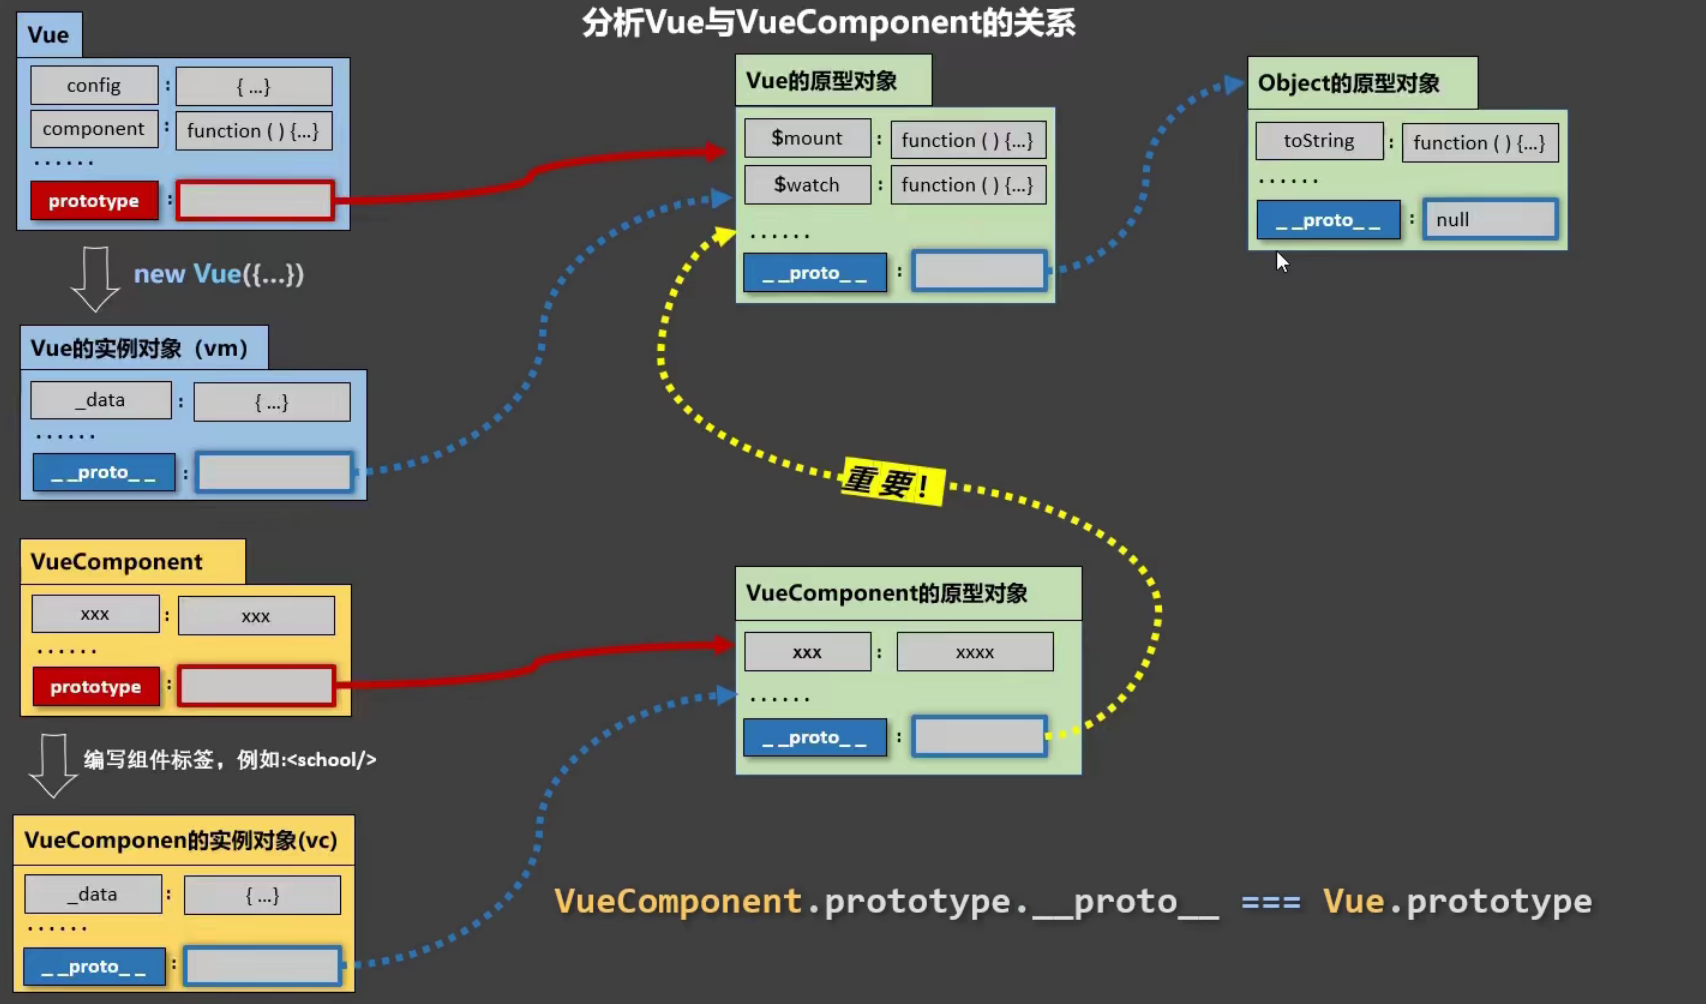 分析Vue与VueComponent的关系
Vue
config : { ...}
component : function ( ) {...}
······
prototype :
new Vue({...})
Vue的实例对象（vm）
_data : { ...}
······
_ _proto_ _ :
VueComponent
xxx : xxx
······
prototype :
编写组件标签，例如:<school/>
VueComponen的实例对象(vc)
_data : { ...}
······
_ _proto_ _ :
Vue的原型对象
$mount : function ( ) {...}
$watch : function ( ) {...}
······
_ _proto_ _ :
Object的原型对象
toString : function ( ) {...}
······
_ _proto_ _ : null
重 要！
VueComponent的原型对象
xxx : xxxx
······
_ _proto_ _ :
VueComponent.prototype.__proto__ === Vue.prototype